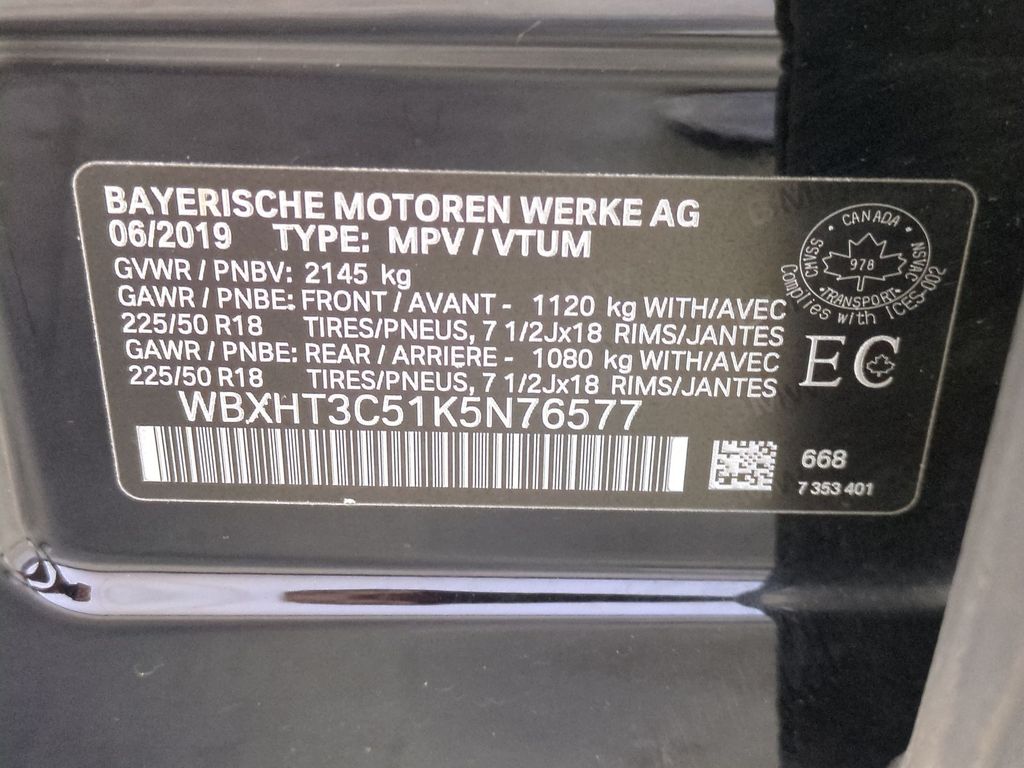 BAYERISCHE MOTOREN WERKE AG
06/2019 TYPE: MPV / VTUM
GVWR / PNBV: 2145 kg
GAWR / PNBE: FRONT / AVANT - 1120 kg WITH/AVEC
225/50 R18 TIRES/PNEUS, 7 1/2Jx18 RIMS/JANTES
GAWR / PNBE: REAR / ARRIÈRE - 1080 kg WITH/AVEC
225/50 R18 TIRES/PNEUS, 7 1/2Jx18 RIMS/JANTES
WBXHT3C51K5N76577
CANADA
CMVSS
978
NSVAC
TRANSPORT
Complies with ICES-002
EC
668
7 353 401